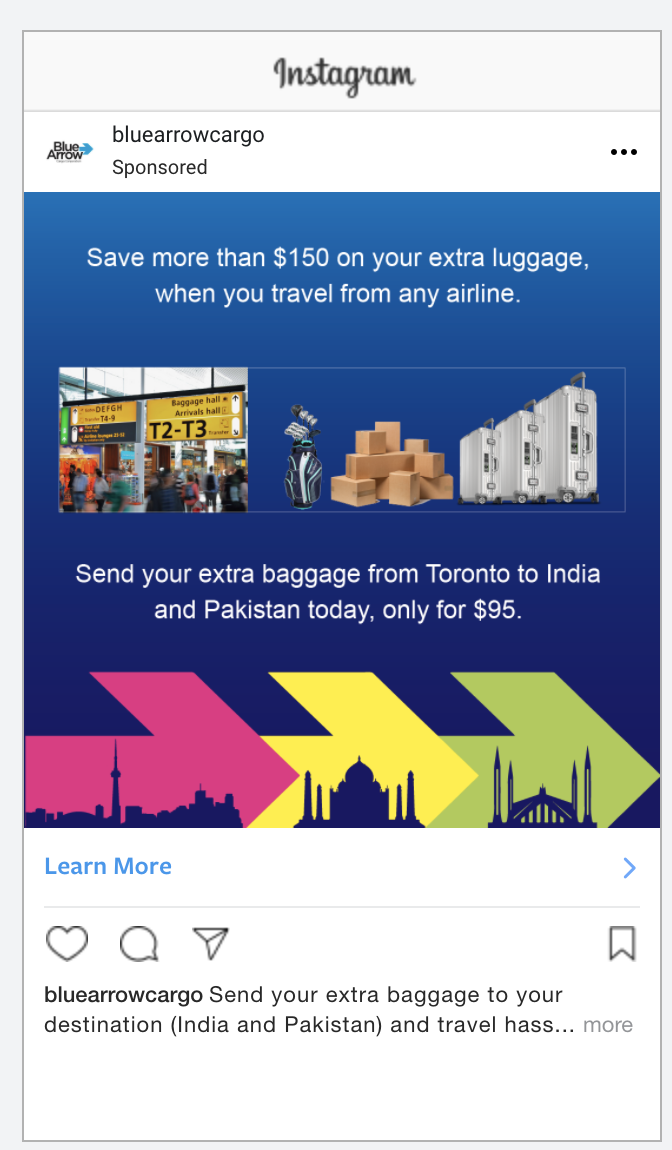 Instagram
Blue
Arrow
bluearrowcargo
Sponsored
Save more than $150 on your extra luggage,
when you travel from any airline.
DEFGH
T4-9
Baggage hall
Arrivals hall
T2-T3
Transfer
Send your extra baggage from Toronto to India
and Pakistan today, only for $95.
Learn More
bluearrowcargo Send your extra baggage to your
destination (India and Pakistan) and travel hass... more